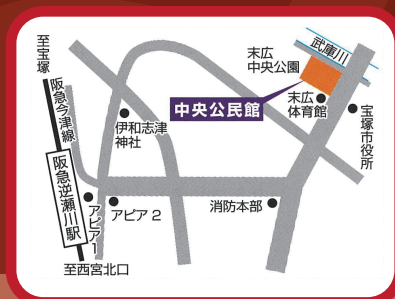 至宝塚
阪急今津線
阪急逆瀬川駅
至西宮北口
アピア1
アピア2
伊和志津
神社
中央公民館
末広
中央公園
武庫川
末広
体育館
宝塚市役所
消防本部